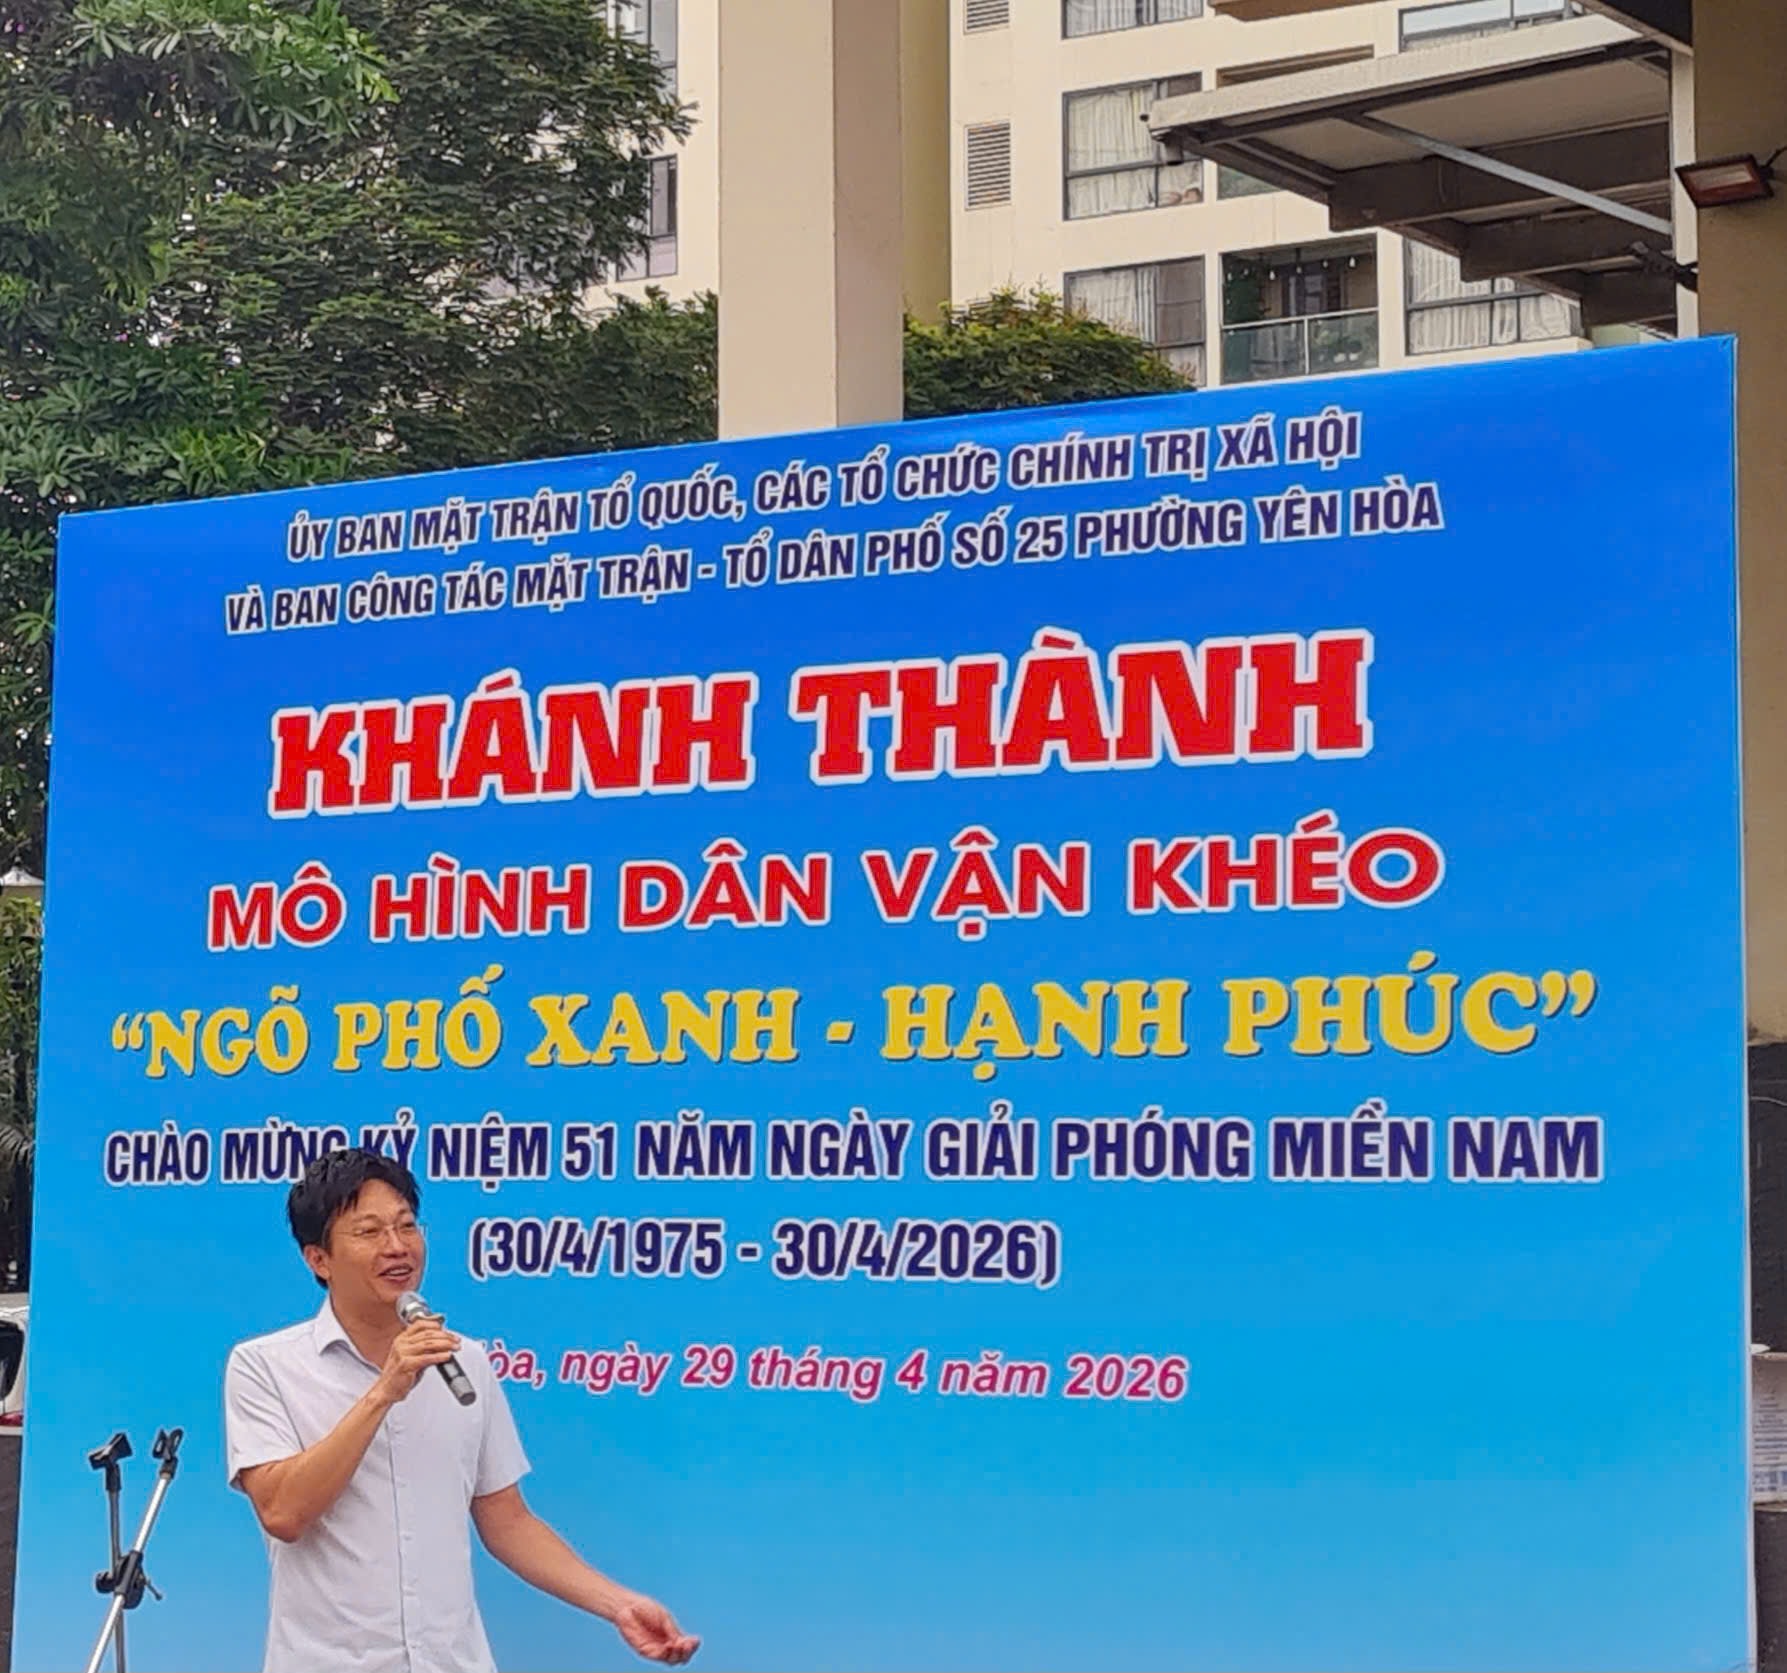 ỦY BAN MẶT TRẬN TỔ QUỐC, CÁC TỔ CHỨC CHÍNH TRỊ XÃ HỘI
VÀ BAN CÔNG TÁC MẶT TRẬN - TỔ DÂN PHỐ SỐ 25 PHƯỜNG YÊN HÒA
KHÁNH THÀNH
MÔ HÌNH DÂN VẬN KHÉO
“NGÕ PHỐ XANH - HẠNH PHÚC”
CHÀO MỪNG KỶ NIỆM 51 NĂM NGÀY GIẢI PHÓNG MIỀN NAM
(30/4/1975 - 30/4/2026)
òa, ngày 29 tháng 4 năm 2026